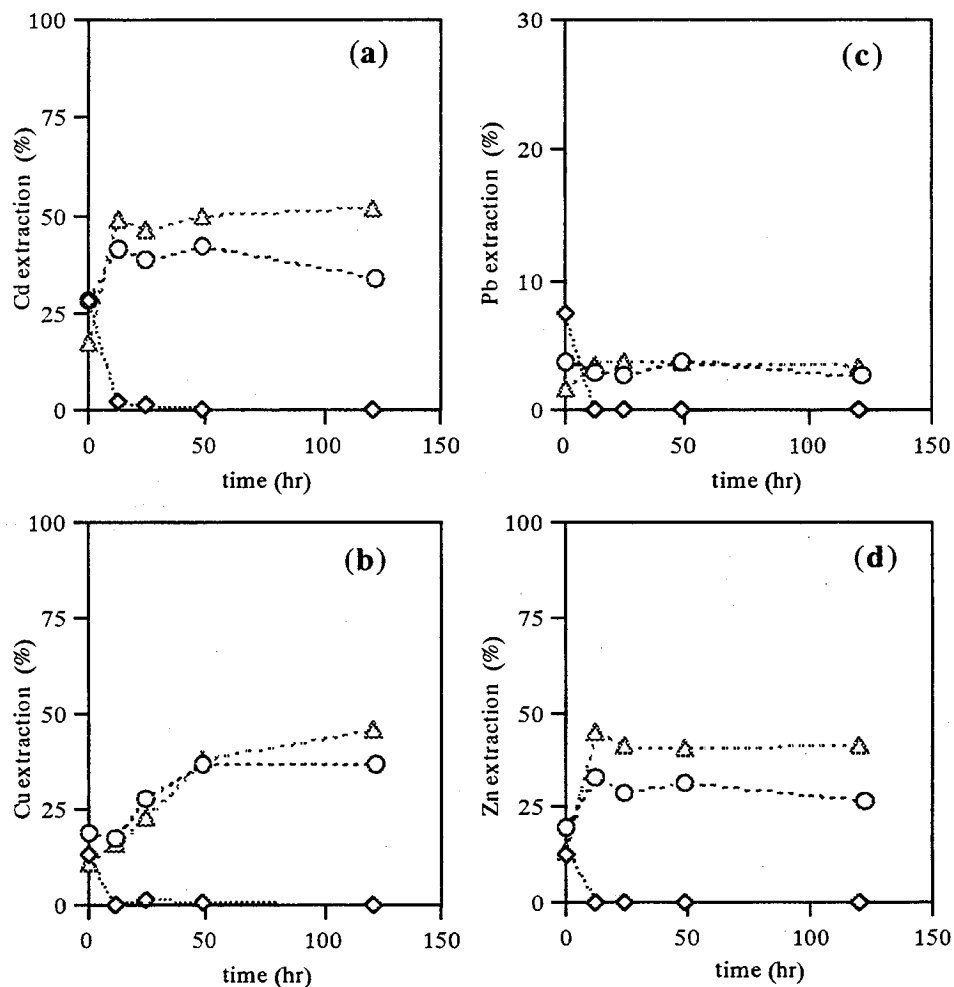 100
75
50
25
0
Cd extraction (%)
(a)
0 50 100 150
time (hr)
30
20
10
0
Pb extraction (%)
(c)
0 50 100 150
time (hr)
100
75
50
25
0
Cu extraction (%)
(b)
0 50 100 150
time (hr)
100
75
50
25
0
Zn extraction (%)
(d)
0 50 100 150
time (hr)